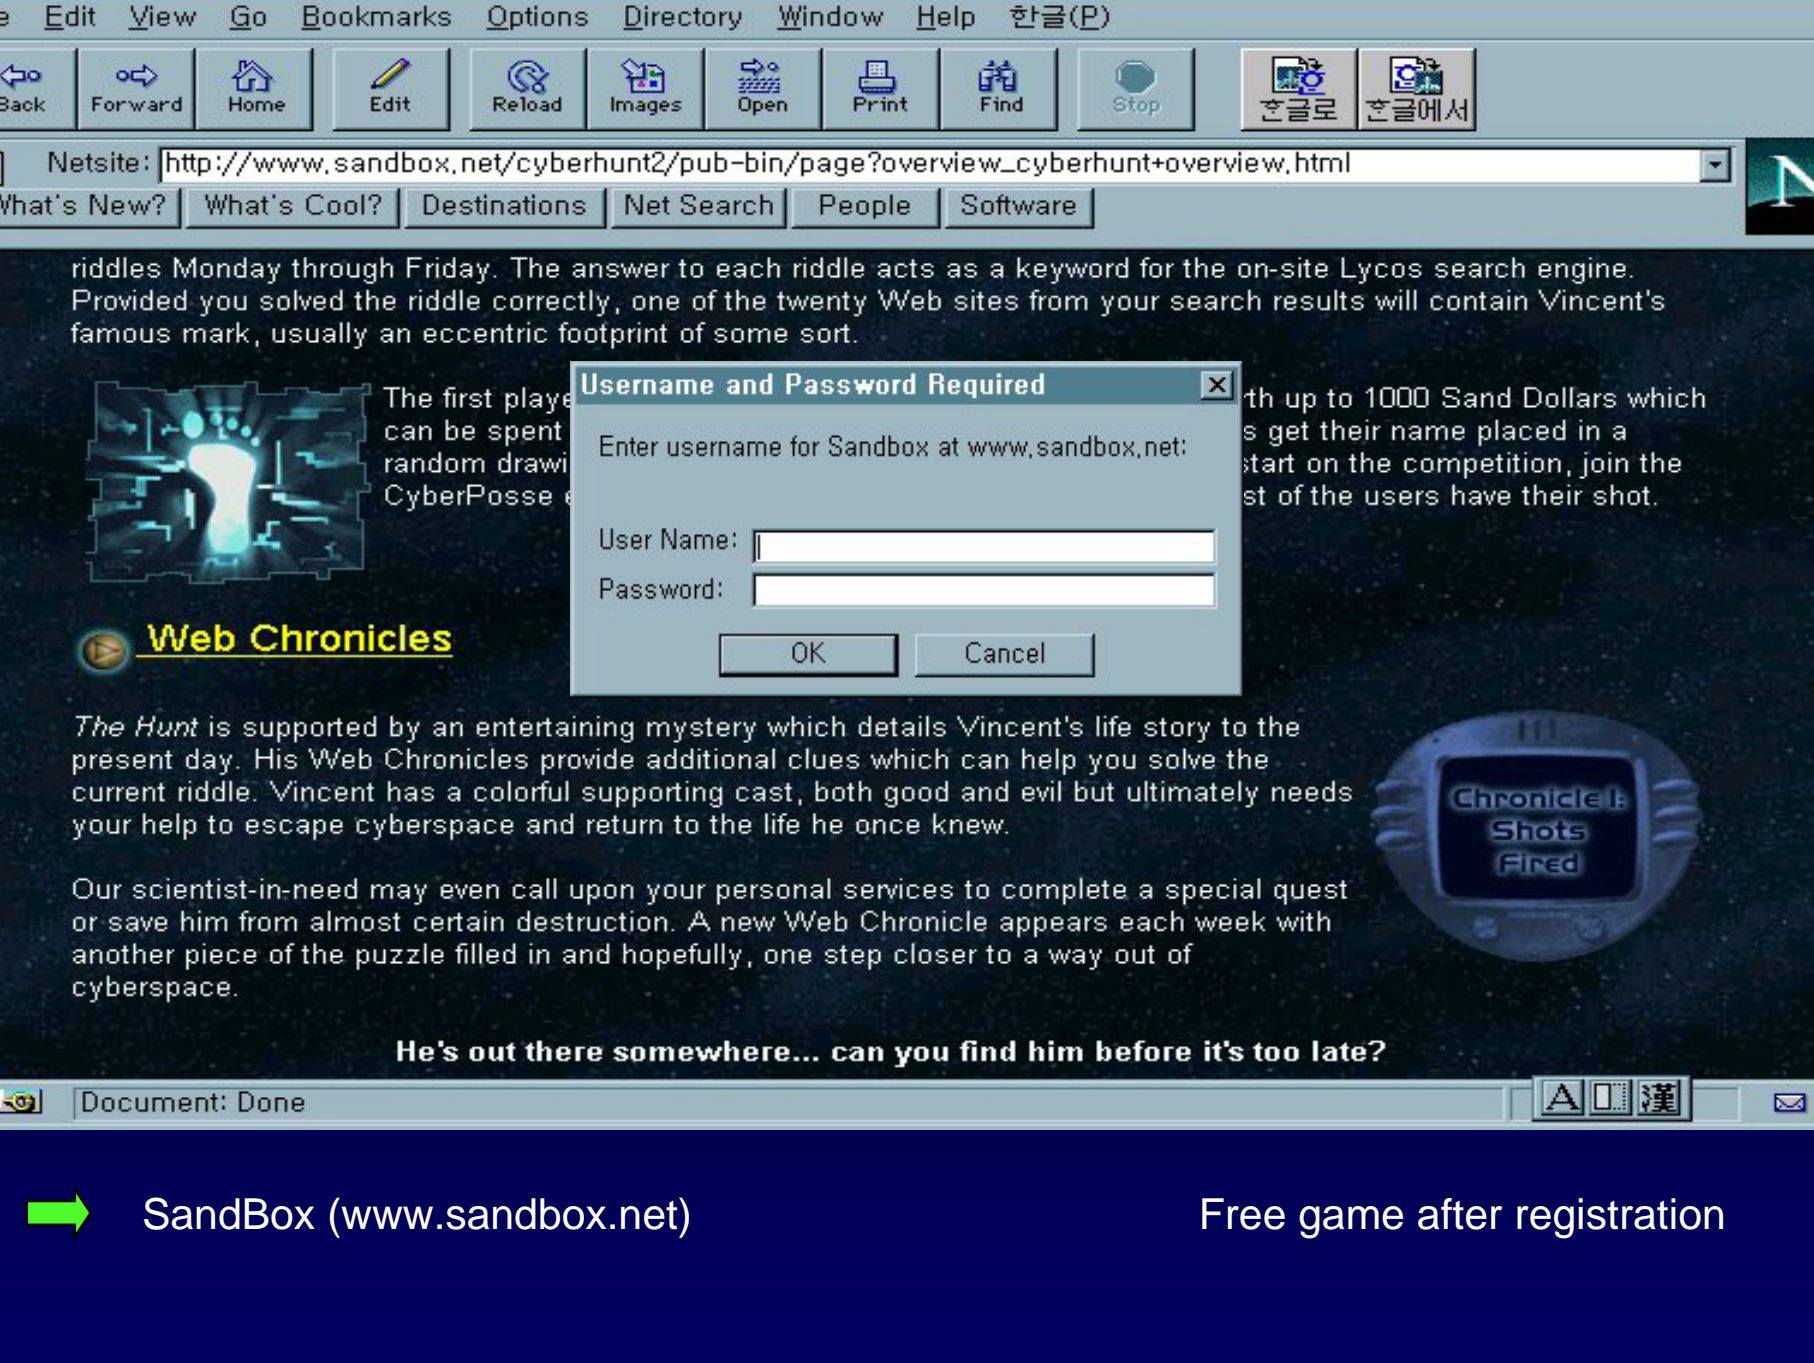 Edit View Go Bookmarks Options Directory Window Help 한글(P)
Back Forward Home Edit Reload Images Open Print Find Stop 한글로 한글에서
Netsite: http://www.sandbox.net/cyberhunt2/pub-bin/page?overview_cyberhunt+overview.html
What's New? What's Cool? Destinations Net Search People Software
riddles Monday through Friday. The answer to each riddle acts as a keyword for the on-site Lycos search engine.
Provided you solved the riddle correctly, one of the twenty Web sites from your search results will contain Vincent's
famous mark, usually an eccentric footprint of some sort.
The first playe
can be spent
random drawi
CyberPosse
Username and Password Required
Enter username for Sandbox at www.sandbox.net:
User Name:
Password:
OK Cancel
th up to 1000 Sand Dollars which
s get their name placed in a
start on the competition, join the
st of the users have their shot.
Web Chronicles
The Hunt is supported by an entertaining mystery which details Vincent's life story to the
present day. His Web Chronicles provide additional clues which can help you solve the
current riddle. Vincent has a colorful supporting cast, both good and evil but ultimately needs
your help to escape cyberspace and return to the life he once knew.
Chronicle I:
Shots
Fired
Our scientist-in-need may even call upon your personal services to complete a special quest
or save him from almost certain destruction. A new Web Chronicle appears each week with
another piece of the puzzle filled in and hopefully, one step closer to a way out of
cyberspace.
He's out there somewhere... can you find him before it's too late?
Document: Done
A 漢
SandBox (www.sandbox.net) Free game after registration